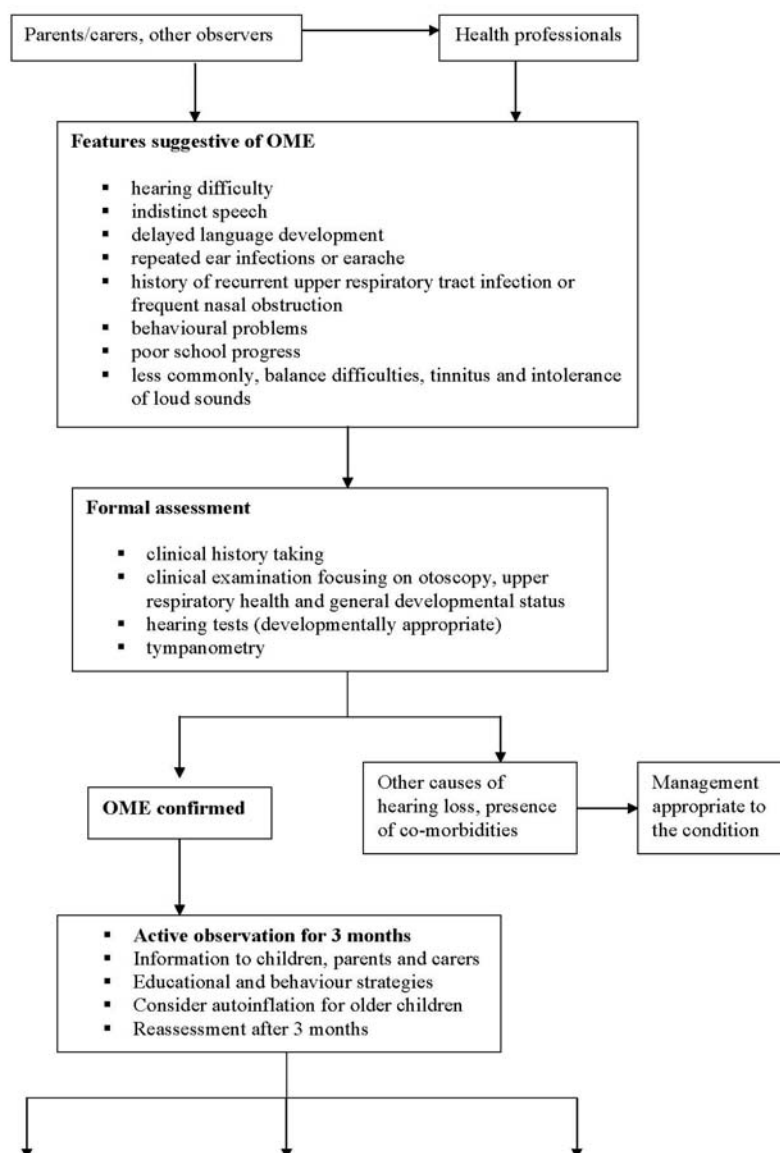 Parents/carers, other observers
Health professionals
Features suggestive of OME
▪ hearing difficulty
▪ indistinct speech
▪ delayed language development
▪ repeated ear infections or earache
▪ history of recurrent upper respiratory tract infection or
frequent nasal obstruction
▪ behavioural problems
▪ poor school progress
▪ less commonly, balance difficulties, tinnitus and intolerance
of loud sounds
Formal assessment
▪ clinical history taking
▪ clinical examination focusing on otoscopy, upper
respiratory health and general developmental status
▪ hearing tests (developmentally appropriate)
▪ tympanometry
OME confirmed
Other causes of
hearing loss, presence
of co-morbidities
Management
appropriate to
the condition
▪ Active observation for 3 months
▪ Information to children, parents and carers
▪ Educational and behaviour strategies
▪ Consider autoinflation for older children
▪ Reassessment after 3 months